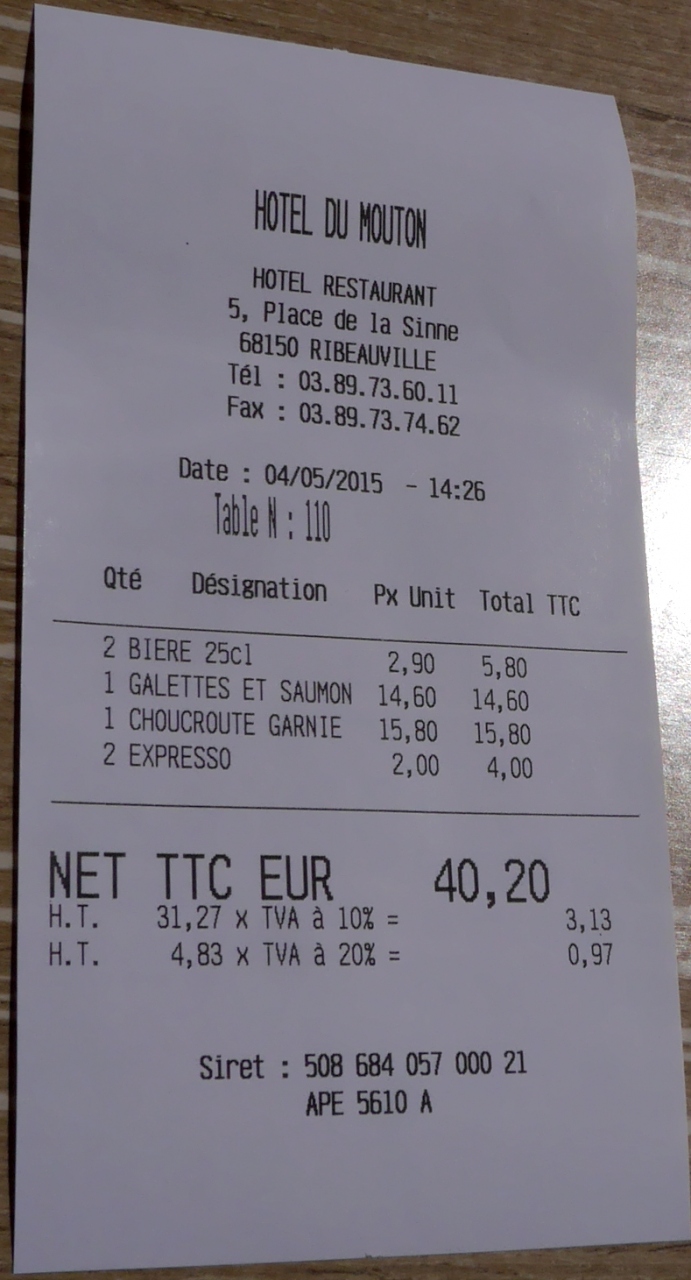 HOTEL DU MOUTON
HOTEL RESTAURANT
5, Place de la Sinne
68150 RIBEAUVILLE
Tél : 03.89.73.60.11
Fax : 03.89.73.74.62
Date : 04/05/2015 - 14:26
Table N : 110
Qté Désignation Px Unit Total TTC
2 BIERE 25cl 2,90 5,80
1 GALETTES ET SAUMON 14,60 14,60
1 CHOUCROUTE GARNIE 15,80 15,80
2 EXPRESSO 2,00 4,00
NET TTC EUR 40,20
H.T. 31,27 x TVA à 10% = 3,13
H.T. 4,83 x TVA à 20% = 0,97
Siret : 508 684 057 000 21
APE 5610 A